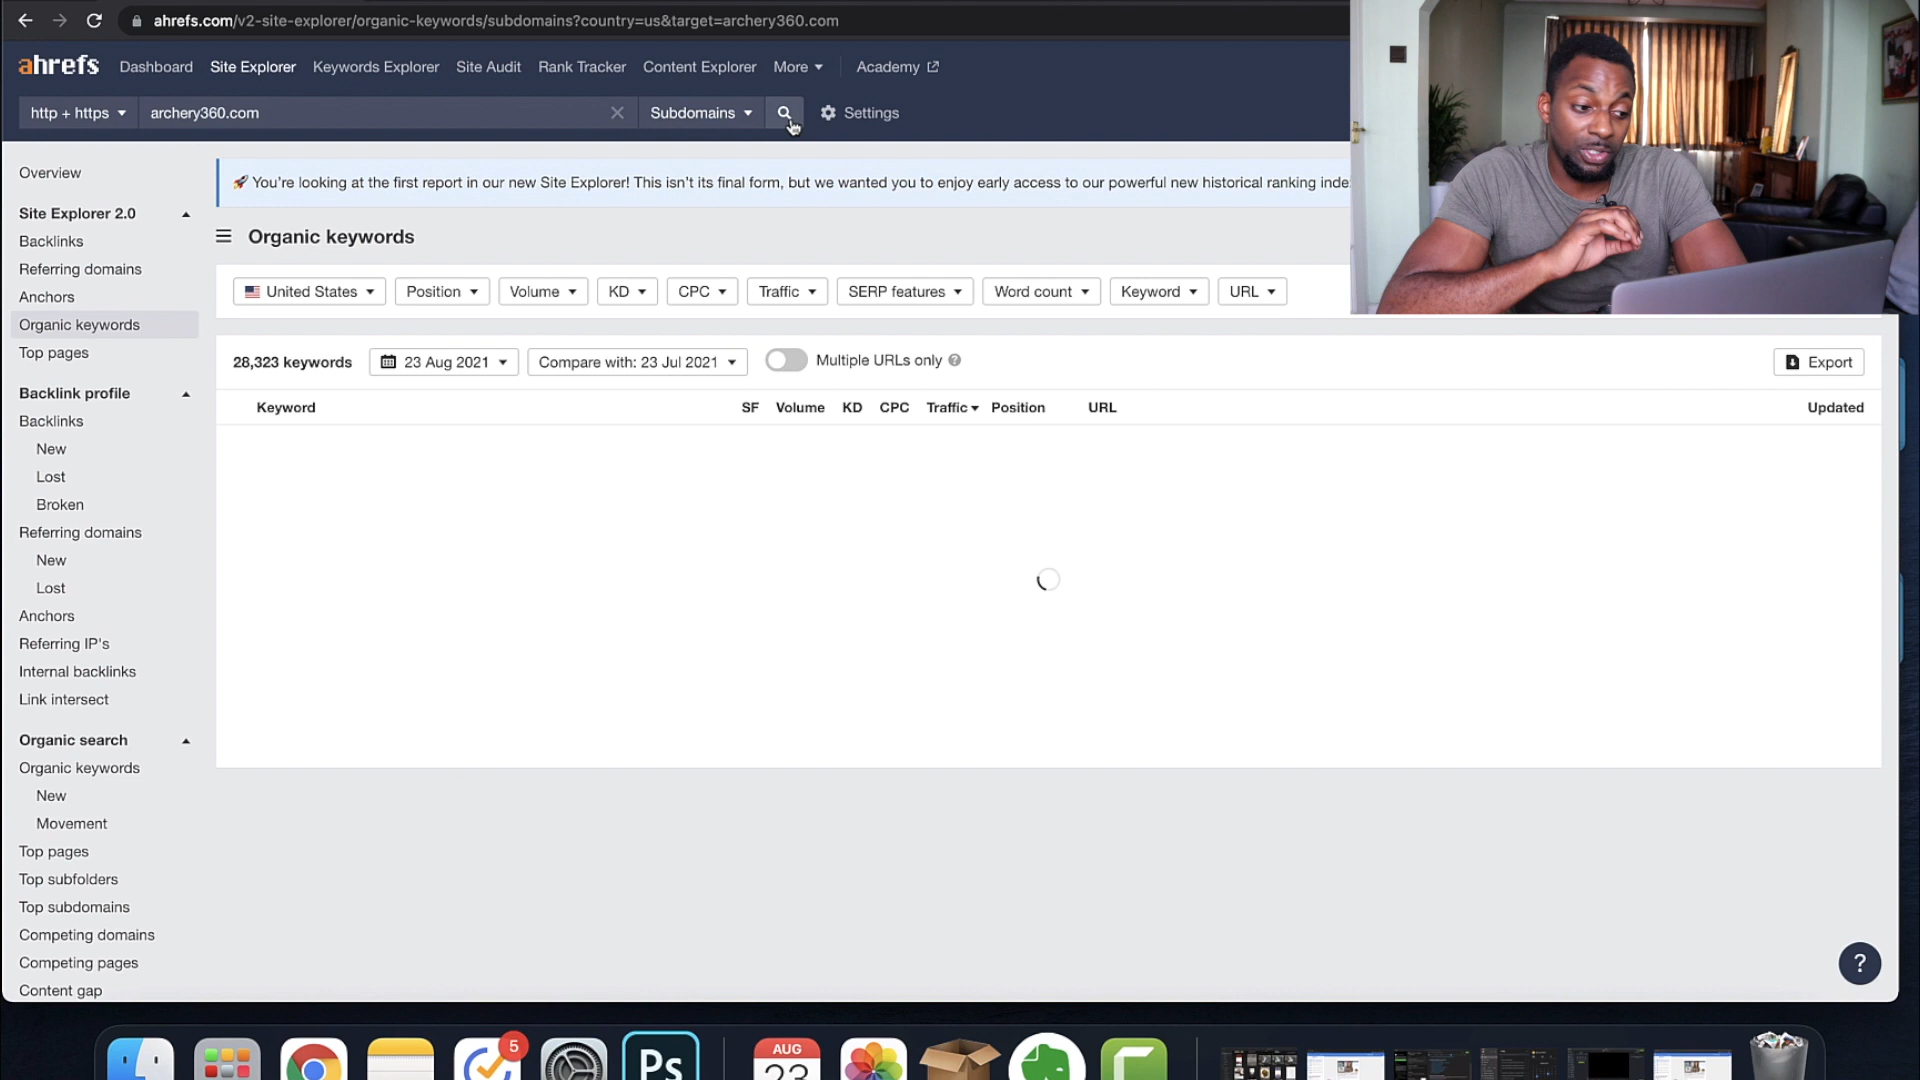 ahrefs.com/v2-site-explorer/organic-keywords/subdomains?country=us&target=archery360.com
ahrefs Dashboard Site Explorer Keywords Explorer Site Audit Rank Tracker Content Explorer More Academy
http + https archery360.com Subdomains Settings
Overview
Site Explorer 2.0
Backlinks
Referring domains
Anchors
Organic keywords
Top pages
Backlink profile
Backlinks
New
Lost
Broken
Referring domains
New
Lost
Anchors
Referring IP's
Internal backlinks
Link intersect
Organic search
Organic keywords
New
Movement
Top pages
Top subfolders
Top subdomains
Competing domains
Competing pages
Content gap
You're looking at the first report in our new Site Explorer! This isn't its final form, but we wanted you to enjoy early access to our powerful new historical ranking
Organic keywords
United States Position Volume KD CPC Traffic SERP features Word count Keyword URL
28,323 keywords 23 Aug 2021 Compare with: 23 Jul 2021 Multiple URLs only ? Export
Keyword SF Volume KD CPC Traffic Position URL Updated
?
5
Ps
AUG
23